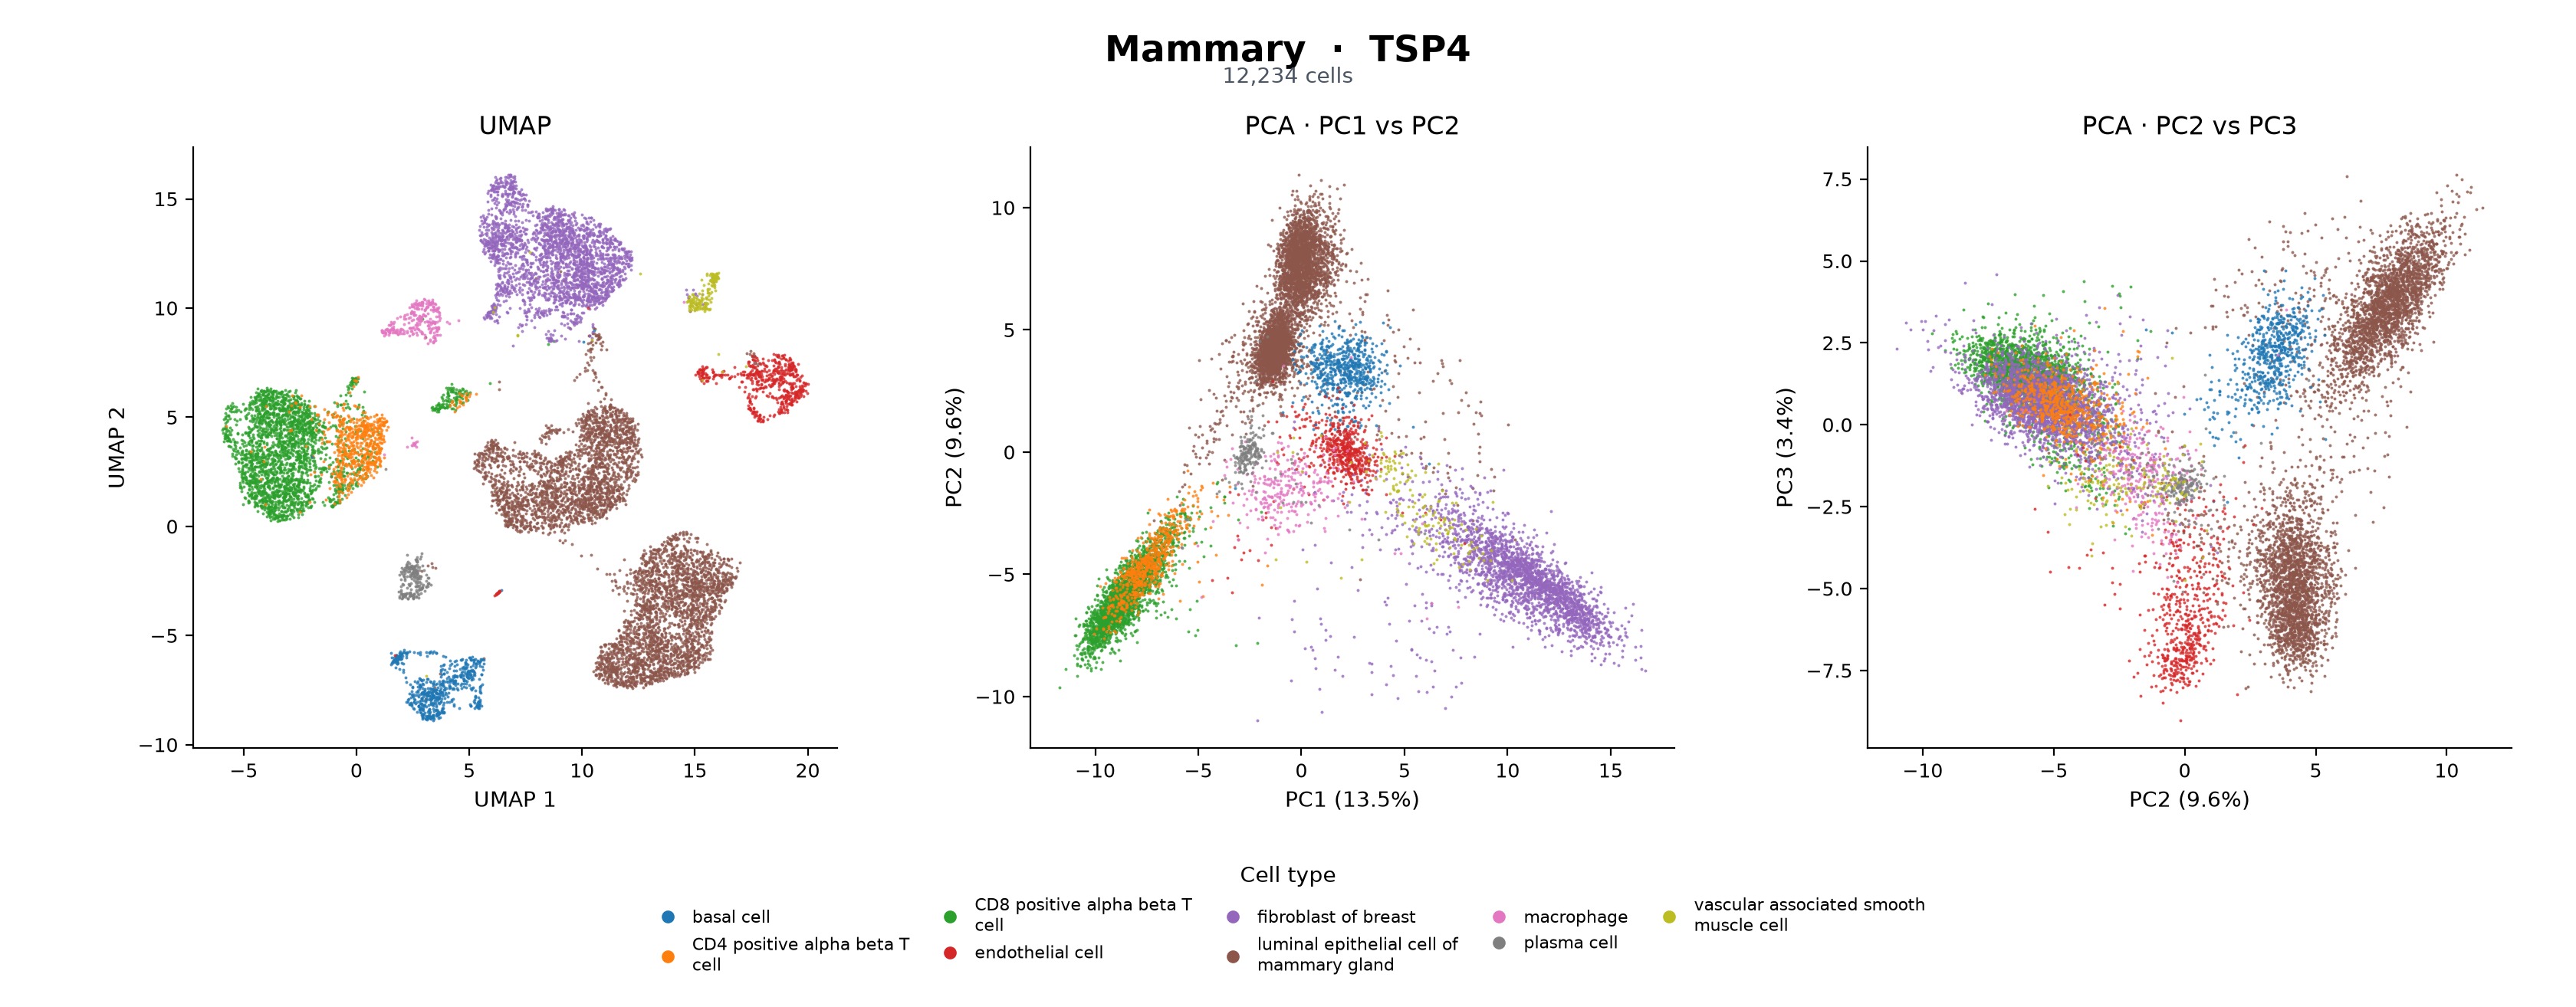 Mammary · TSP4
12,234 cells
UMAP
PCA · PC1 vs PC2
PCA · PC2 vs PC3
15
10
5
0
−5
−10
UMAP 2
−5
0
5
10
15
20
UMAP 1
10
5
0
−5
−10
PC2 (9.6%)
−10
−5
0
5
10
15
PC1 (13.5%)
7.5
5.0
2.5
0.0
−2.5
−5.0
−7.5
PC3 (3.4%)
−10
−5
0
5
10
PC2 (9.6%)
Cell type
basal cell
CD4 positive alpha beta T
cell
CD8 positive alpha beta T
cell
endothelial cell
fibroblast of breast
luminal epithelial cell of
mammary gland
macrophage
plasma cell
vascular associated smooth
muscle cell